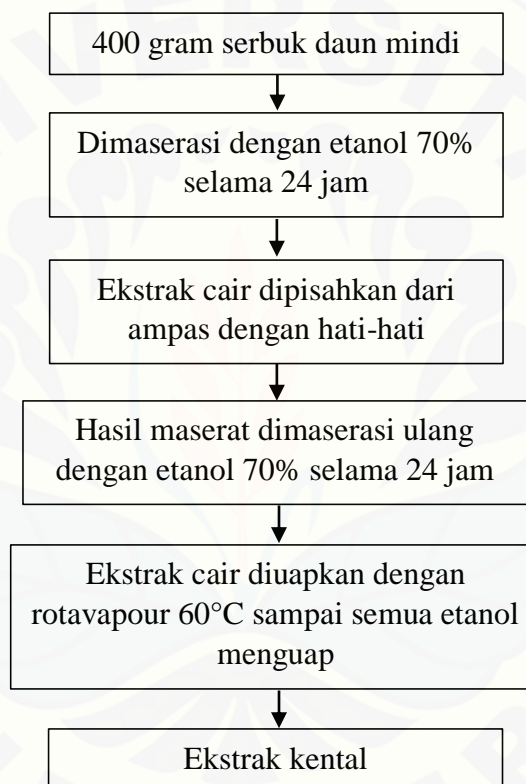 400 gram serbuk daun mindi
Dimaserasi dengan etanol 70%
selama 24 jam
Ekstrak cair dipisahkan dari
ampas dengan hati-hati
Hasil maserat dimaserasi ulang
dengan etanol 70% selama 24 jam
Ekstrak cair diuapkan dengan
rotavapour 60°C sampai semua etanol
menguap
Ekstrak kental